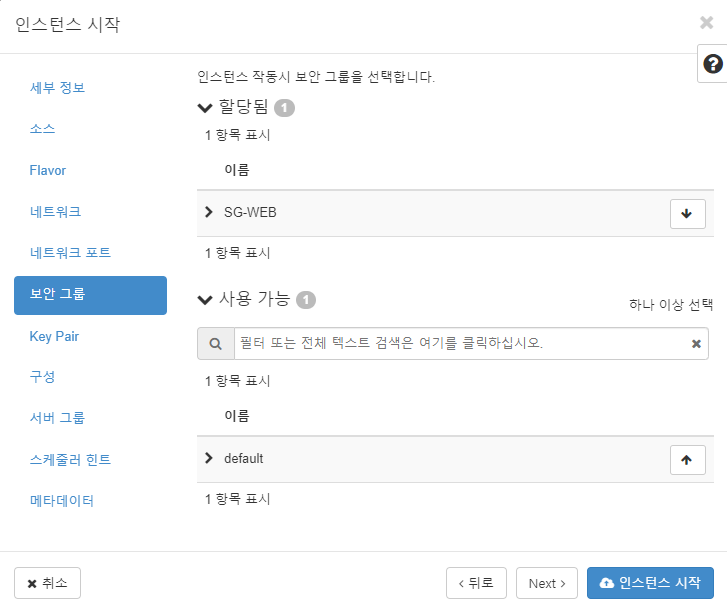 인스턴스 시작
세부 정보
소스
Flavor
네트워크
네트워크 포트
보안 그룹
Key Pair
구성
서버 그룹
스케줄러 힌트
메타데이터
인스턴스 작동시 보안 그룹을 선택합니다.
할당됨 1
1 항목 표시
이름
SG-WEB
1 항목 표시
사용 가능 1
하나 이상 선택
필터 또는 전체 텍스트 검색은 여기를 클릭하십시오.
1 항목 표시
이름
default
1 항목 표시
취소
뒤로
Next
인스턴스 시작